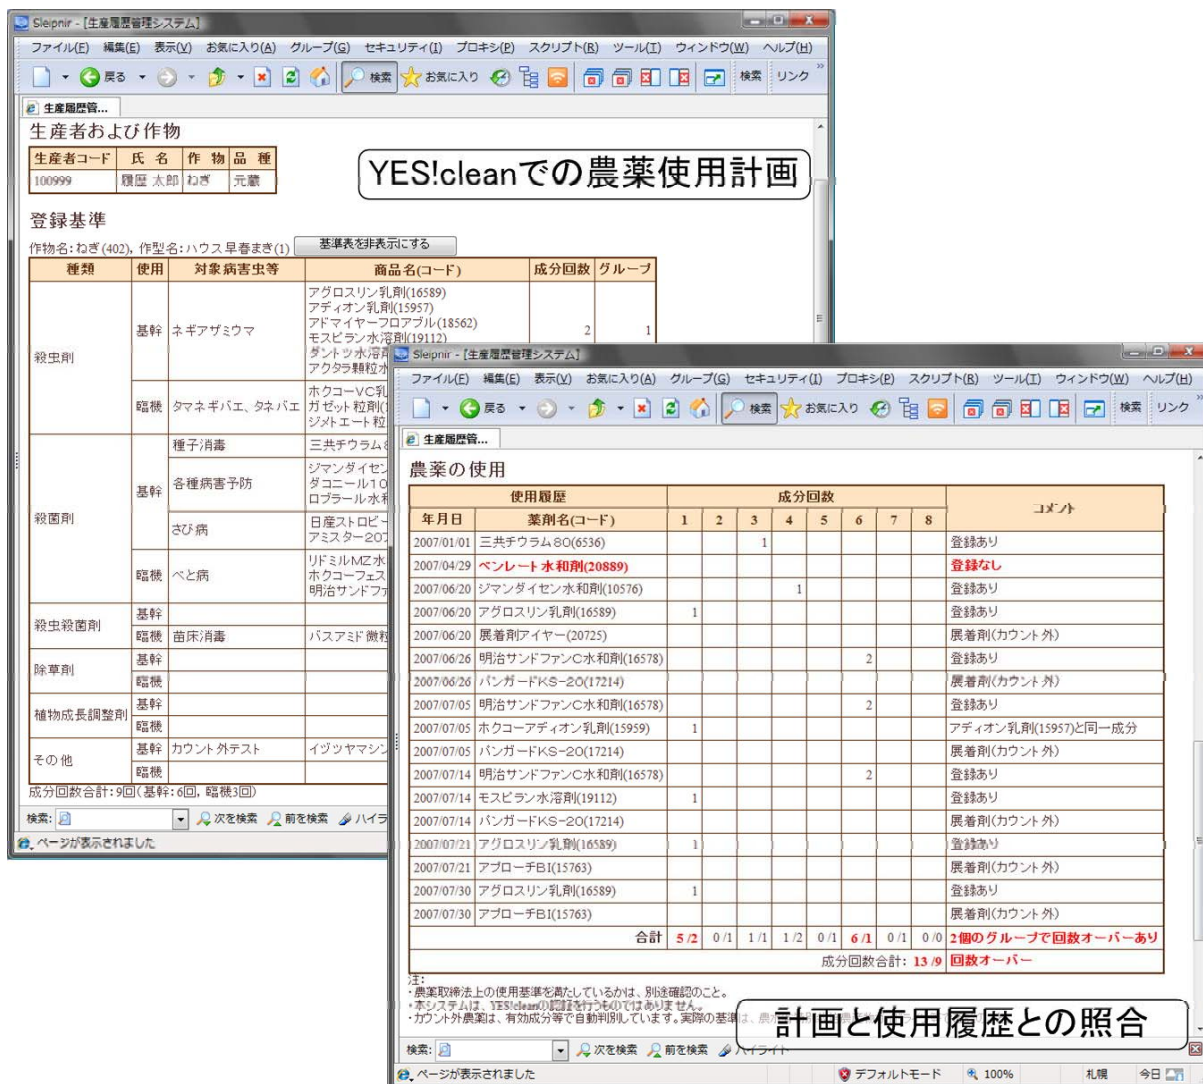 Sleipnir - [生産履歴管理システム]
ファイル(F) 編集(E) 表示(V) お気に入り(A) グループ(G) セキュリティ(I) プロキシ(P) スクリプト(R) ツール(T) ウィンドウ(W) ヘルプ(H)
戻る 検索 お気に入り 検索 リンク
生産履歴管...
生産者および作物
生産者コード 氏 名 作 物 品 種
100999 履歴 太郎 ねぎ 元蔵
YES!cleanでの農薬使用計画
登録基準
作物名:ねぎ(402), 作型名:ハウス早春まき(1) 基準表を非表示にする
種類 使用 対象病害虫等 商品名(コード) 成分回数 グループ
殺虫剤 基幹 ネギアザミウマ 2 1
アグロスリン乳剤(16589)
アディオン乳剤(15957)
アドマイヤーフロアブル(18562)
モスピラン水溶剤(19112)
ダントツ水溶剤
アクタラ顆粒水
臨機 タマネギバエ、タネバエ
ホクコーVC乳
ガゼット粒剤(1
ジメトエート粒
殺菌剤 基幹 種子消毒 三共チウラム8
各種病害予防
ジマンダイセン
ダコニール10
ロブラール水和
さび病
日産ストロビー
アミスター20フ
臨機 べと病
リドミルMZ水
ホクコーフェス
明治サンドファ
殺虫殺菌剤 基幹
臨機 苗床消毒 バスアミド微粒
除草剤 基幹
臨機
植物成長調整剤 基幹
臨機
その他 基幹 カウント外テスト イヅツヤマシン
臨機
成分回数合計:9回(基幹:6回, 臨機3回)
検索: 次を検索 前を検索 ハイラ
ページが表示されました
Sleipnir - [生産履歴管理システム]
ファイル(F) 編集(E) 表示(V) お気に入り(A) グループ(G) セキュリティ(I) プロキシ(P) スクリプト(R) ツール(T) ウィンドウ(W) ヘルプ(H)
戻る 検索 お気に入り 検索 リンク
生産履歴管...
農薬の使用
使用履歴 成分回数 コメント
年月日 薬剤名(コード) 1 2 3 4 5 6 7 8
2007/01/01 三共チウラム80(6536) 1 登録あり
2007/04/29 ベンレート水和剤(20889) 登録なし
2007/06/20 ジマンダイセン水和剤(10576) 1 登録あり
2007/06/20 アグロスリン乳剤(16589) 1 登録あり
2007/06/20 展着剤アイヤー(20725) 展着剤(カウント外)
2007/06/26 明治サンドファンC水和剤(16578) 2 登録あり
2007/06/26 バンガードKS-20(17214) 展着剤(カウント外)
2007/07/05 明治サンドファンC水和剤(16578) 2 登録あり
2007/07/05 ホクコーアディオン乳剤(15959) 1 アディオン乳剤(15957)と同一成分
2007/07/05 バンガードKS-20(17214) 展着剤(カウント外)
2007/07/14 明治サンドファンC水和剤(16578) 2 登録あり
2007/07/14 モスピラン水溶剤(19112) 1 登録あり
2007/07/14 バンガードKS-20(17214) 展着剤(カウント外)
2007/07/21 アグロスリン乳剤(16589) 1 登録あり
2007/07/21 アプローチBI(15763) 展着剤(カウント外)
2007/07/30 アグロスリン乳剤(16589) 1 登録あり
2007/07/30 アプローチBI(15763) 展着剤(カウント外)
合計 5/2 0/1 1/1 1/2 0/1 6/1 0/1 0/0 2個のグループで回数オーバーあり
成分回数合計: 13/9 回数オーバー
注:
・農薬取締法上の使用基準を満たしているかは、別途確認のこと。
・本システムは、YES!cleanの認証を行うものではありません。
・カウント外農薬は、有効成分等で自動判別しています。実際の基準は、
計画と使用履歴との照合
検索: 次を検索 前を検索 ハイライト
ページが表示されました デフォルトモード 100% 札幌 今日